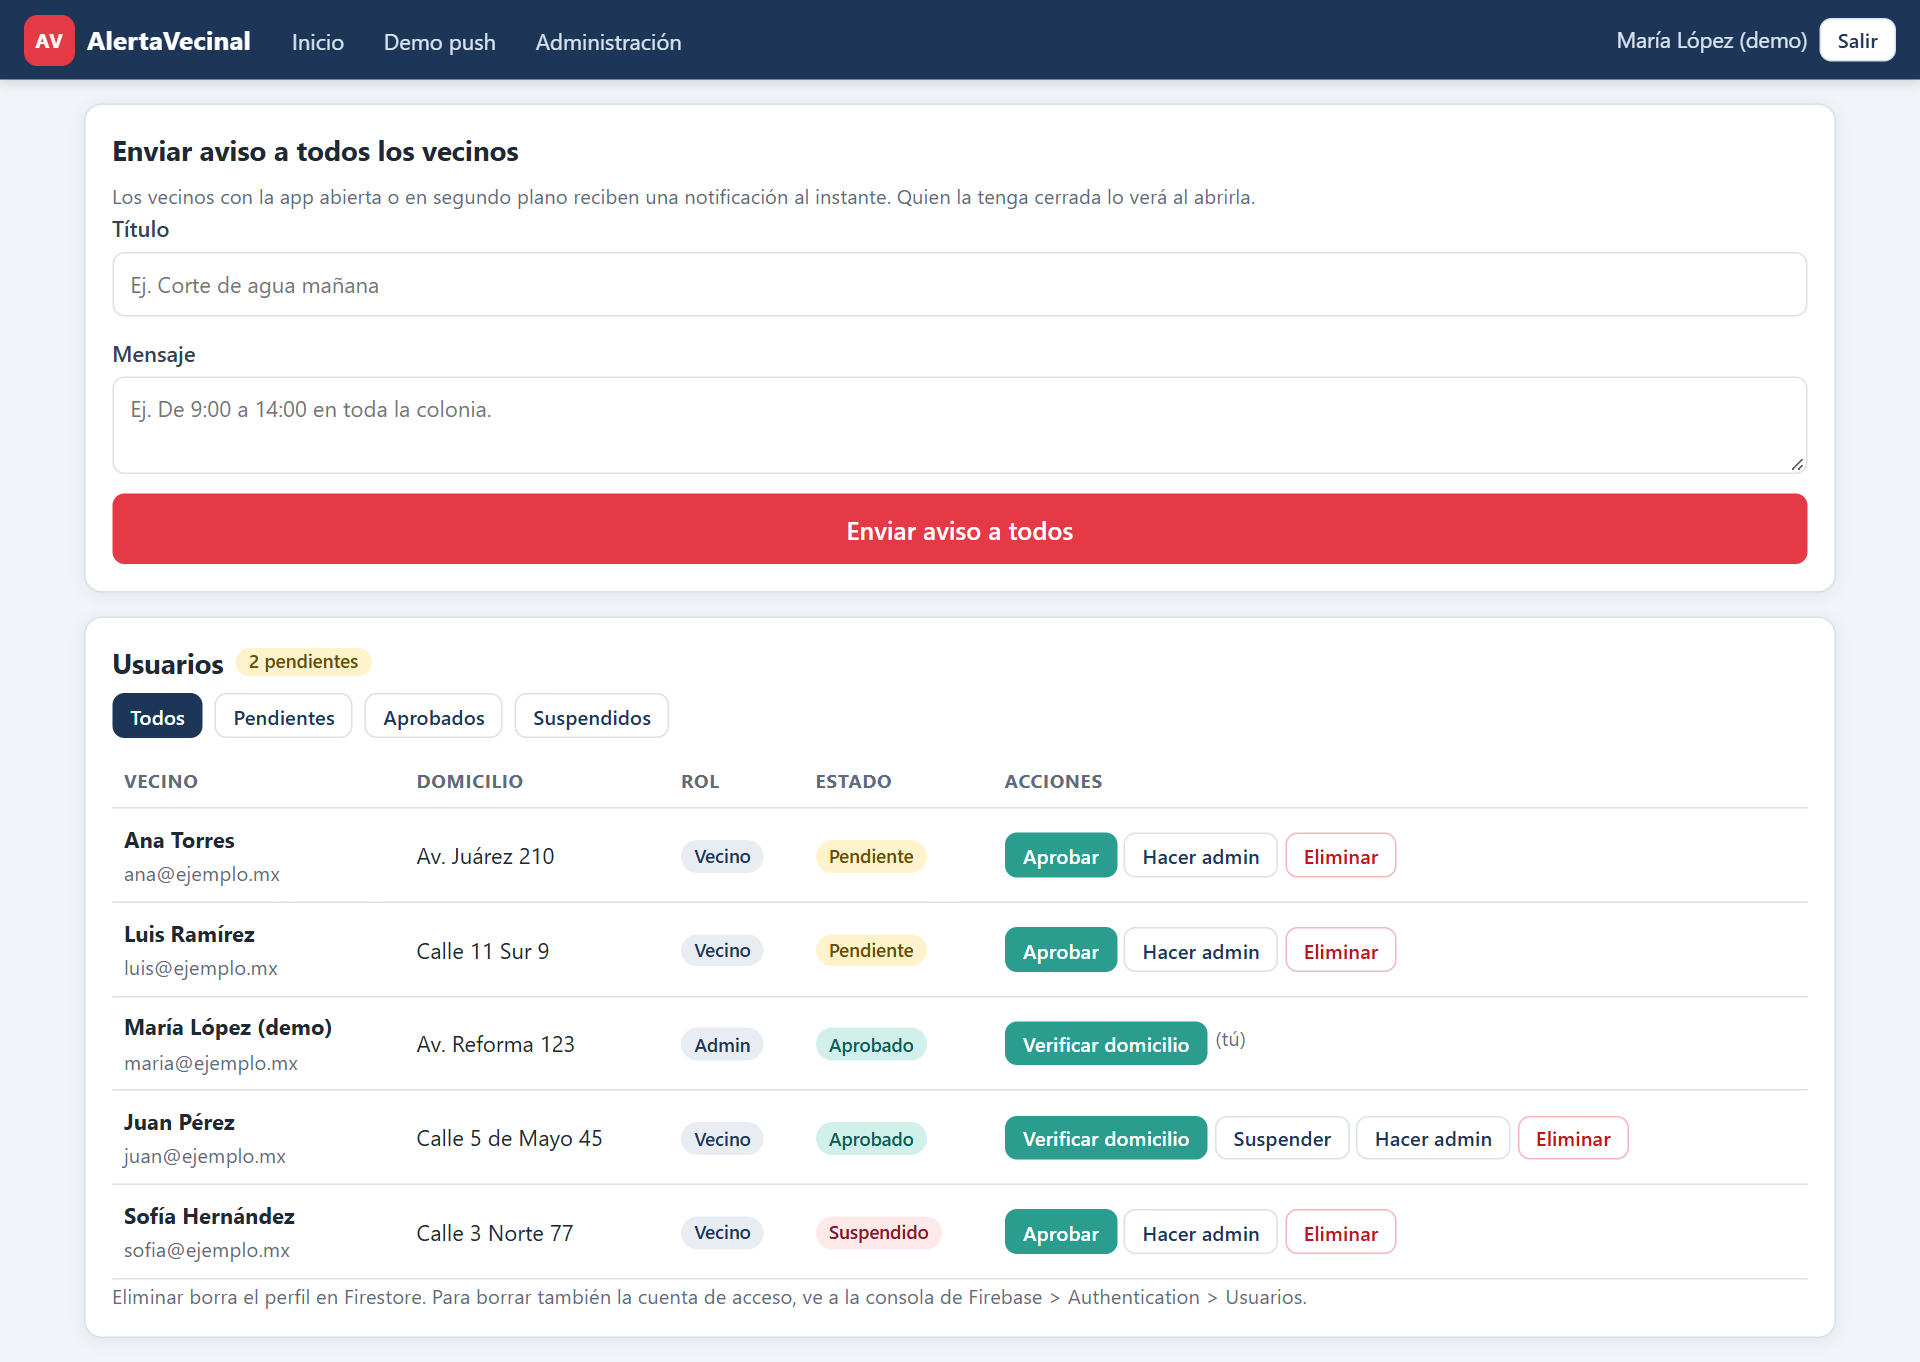 AV AlertaVecinal Inicio Demo push Administración María López (demo) Salir
Enviar aviso a todos los vecinos
Los vecinos con la app abierta o en segundo plano reciben una notificación al instante. Quien la tenga cerrada lo verá al abrirla.
Título
Ej. Corte de agua mañana
Mensaje
Ej. De 9:00 a 14:00 en toda la colonia.
Enviar aviso a todos
Usuarios 2 pendientes
Todos Pendientes Aprobados Suspendidos
VECINO DOMICILIO ROL ESTADO ACCIONES
Ana Torres
ana@ejemplo.mx
Av. Juárez 210 Vecino Pendiente Aprobar Hacer admin Eliminar
Luis Ramírez
luis@ejemplo.mx
Calle 11 Sur 9 Vecino Pendiente Aprobar Hacer admin Eliminar
María López (demo)
maria@ejemplo.mx
Av. Reforma 123 Admin Aprobado Verificar domicilio (tú)
Juan Pérez
juan@ejemplo.mx
Calle 5 de Mayo 45 Vecino Aprobado Verificar domicilio Suspender Hacer admin Eliminar
Sofía Hernández
sofia@ejemplo.mx
Calle 3 Norte 77 Vecino Suspendido Aprobar Hacer admin Eliminar
Eliminar borra el perfil en Firestore. Para borrar también la cuenta de acceso, ve a la consola de Firebase > Authentication > Usuarios.